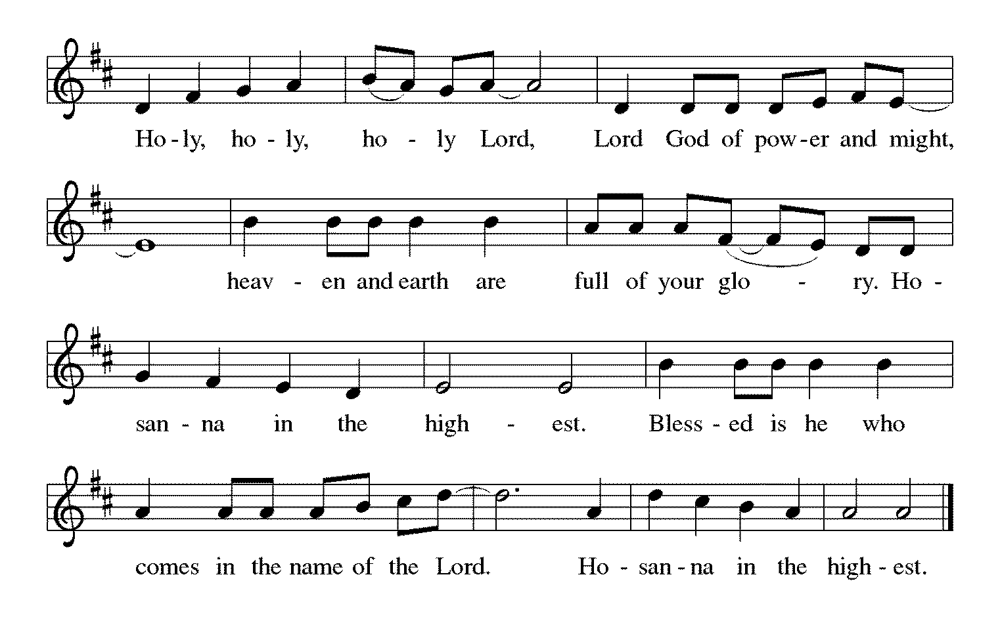 Ho - ly, ho - ly, ho - ly Lord, Lord God of pow - er and might,
heav - en and earth are full of your glo - ry. Ho -
san - na in the high - est. Bless - ed is he who
comes in the name of the Lord. Ho - san - na in the high - est.